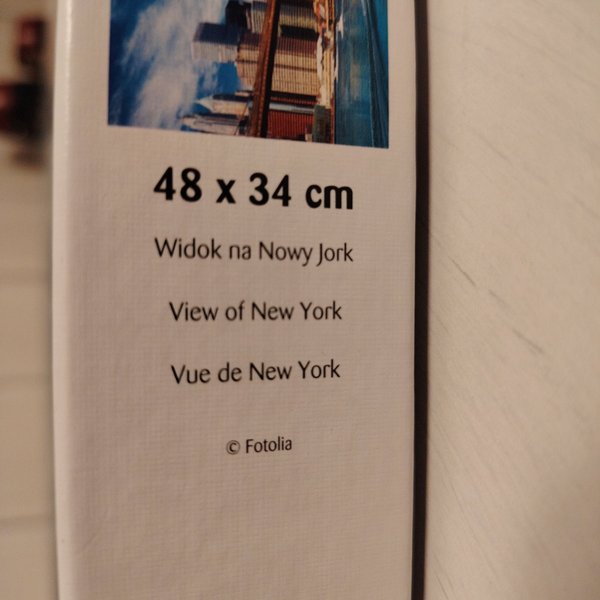 48 x 34 cm
Widok na Nowy Jork
View of New York
Vue de New York
© Fotolia